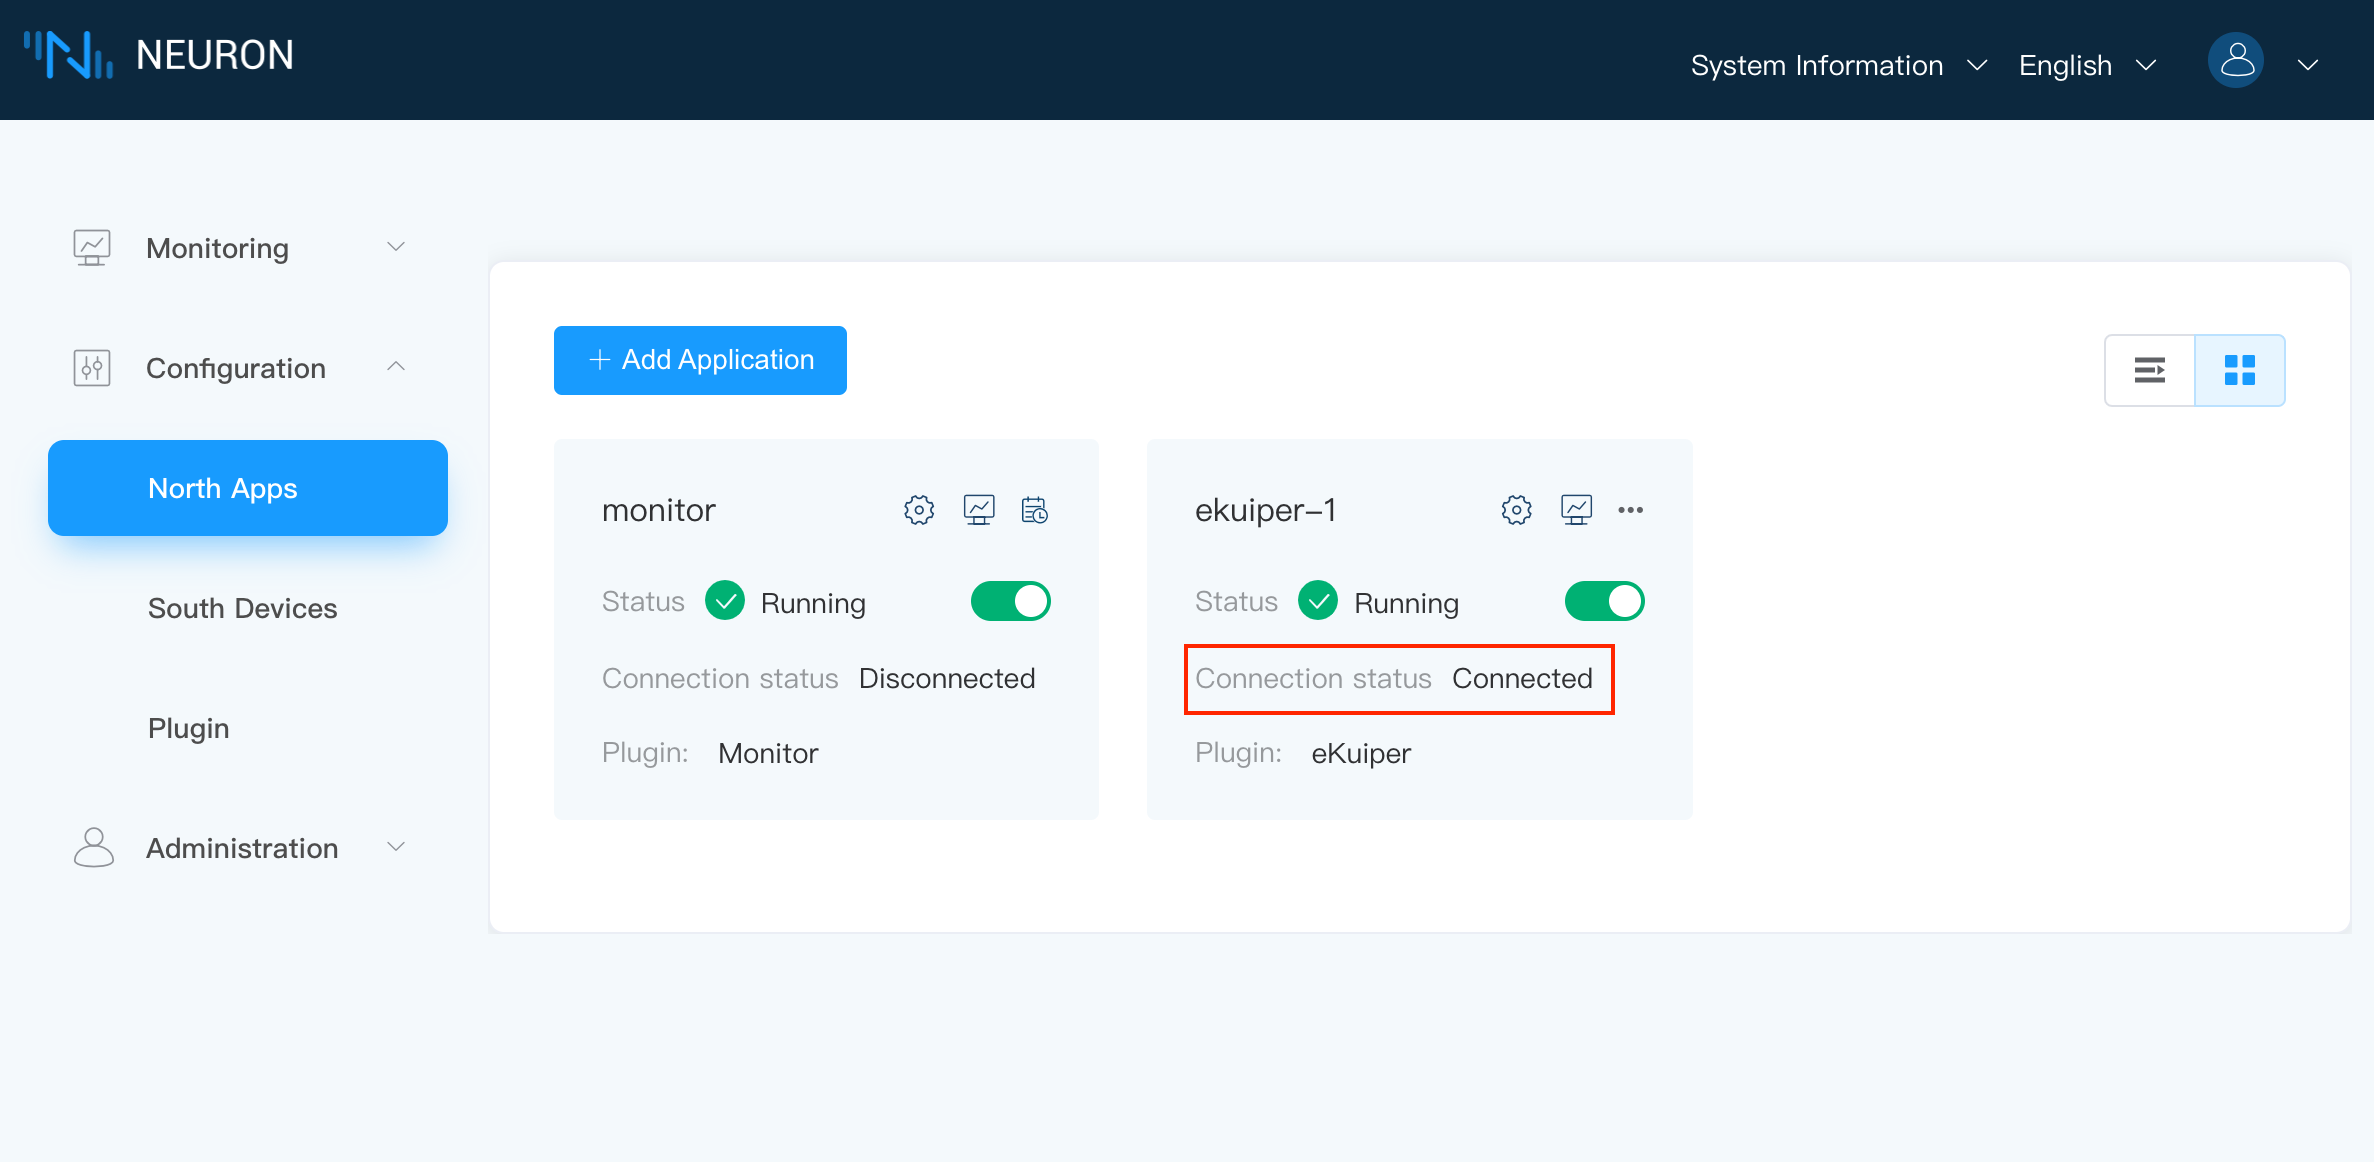 NEURON
System Information
English
Monitoring
Configuration
North Apps
South Devices
Plugin
Administration
Add Application
monitor
Status Running
Connection status Disconnected
Plugin: Monitor
ekuiper-1
Status Running
Connection status Connected
Plugin: eKuiper